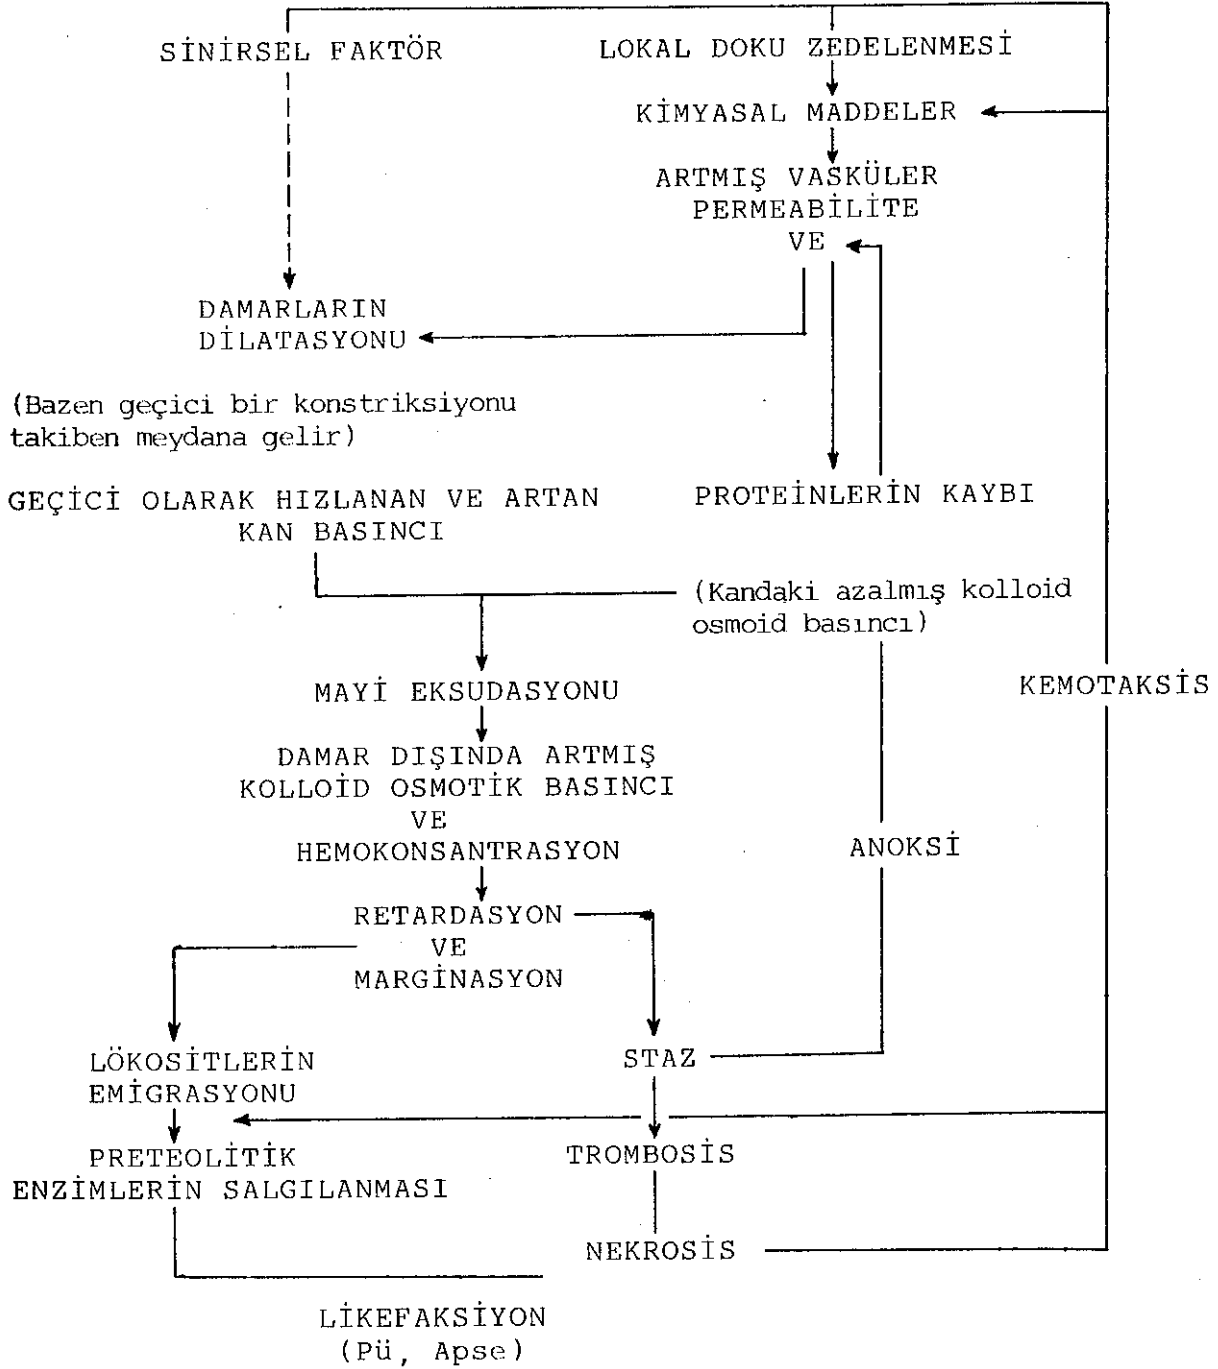 SİNİRSEL FAKTÖR
LOKAL DOKU ZEDELENMESİ
KİMYASAL MADDELER
ARTMIŞ VASKÜLER
PERMEABİLİTE
VE
DAMARLARIN
DİLATASYONU
(Bazen geçici bir konstriksiyonu
takiben meydana gelir)
GEÇİCİ OLARAK HIZLANAN VE ARTAN
KAN BASINCI
PROTEİNLERİN KAYBI
(Kandaki azalmış kolloid
osmoid basıncı)
MAYİ EKSUDASYONU
KEMOTAKSİS
DAMAR DIŞINDA ARTMIŞ
KOLLOİD OSMOTİK BASINCI
VE
HEMOKONSANTRASYON
ANOKSİ
RETARDASYON
VE
MARGİNASYON
LÖKOSİTLERİN
EMİGRASYONU
STAZ
PRETEOLİTİK
ENZİMLERİN SALGILANMASI
TROMBOSİS
NEKROSİS
LİKEFAKSİYON
(Pü, Apse)